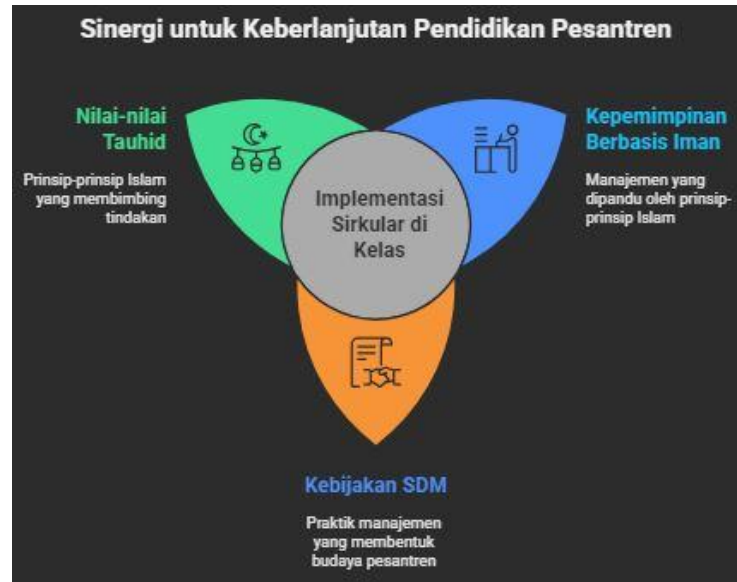 Sinergi untuk Keberlanjutan Pendidikan Pesantren
Nilai-nilai
Tauhid
Prinsip-prinsip Islam
yang membimbing
tindakan
Kepemimpinan
Berbasis Iman
Manajemen yang
dipandu oleh prinsip-
prinsip Islam
Implementasi
Sirkular di
Kelas
Kebijakan SDM
Praktik manajemen
yang membentuk
budaya pesantren